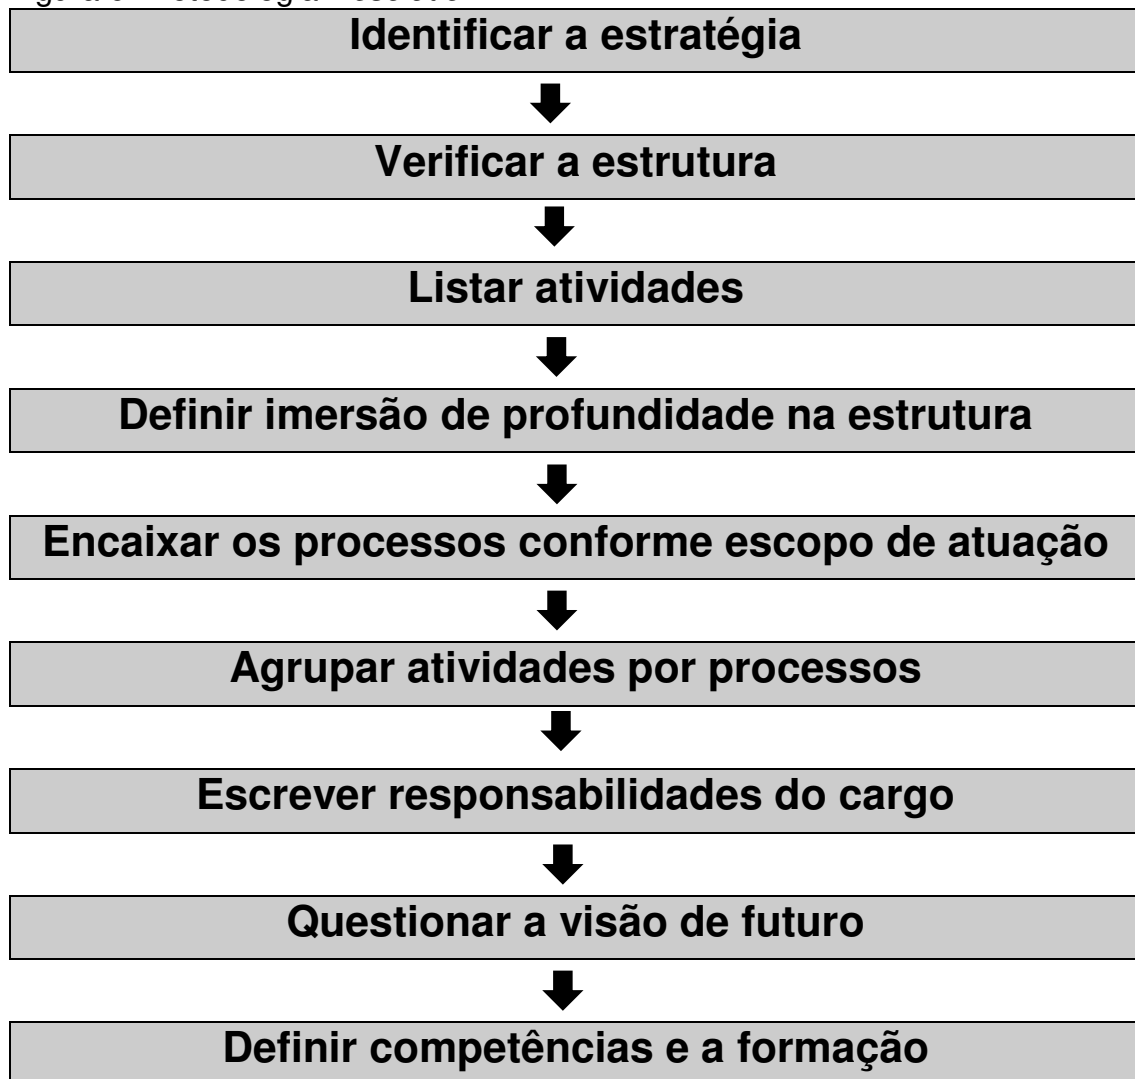 Identificar a estratégia
Verificar a estrutura
Listar atividades
Definir imersão de profundidade na estrutura
Encaixar os processos conforme escopo de atuação
Agrupar atividades por processos
Escrever responsabilidades do cargo
Questionar a visão de futuro
Definir competências e a formação